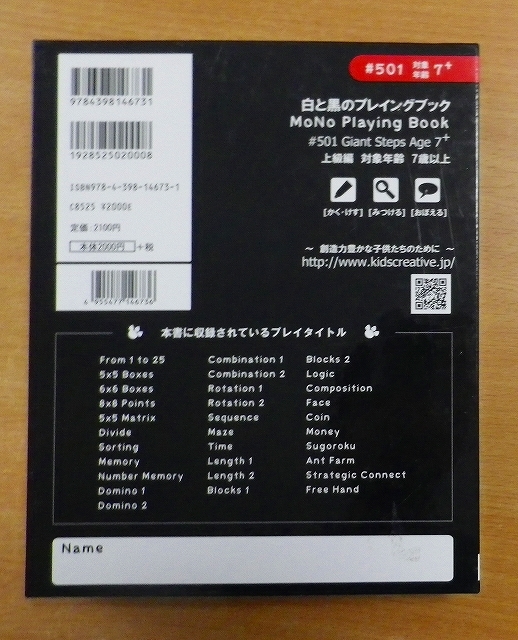 9784398146731
1928525020008
ISBN978-4-398-14673-1
C8525 ¥2000E
定価 2100円
本体2000円 +税
4 955477 146736
#501 対象年齢 7+
白と黒のプレイングブック
MoNo Playing Book
#501 Giant Steps Age 7+
上級編 対象年齢 7歳以上
[かく・けす] [みつける] [おぼえる]
～ 創造力豊かな子供たちのために ～
http://www.kidscreative.jp/
本書に収録されているプレイタイトル
From 1 to 25
5x5 Boxes
6x6 Boxes
8x8 Points
5x5 Matrix
Divide
Sorting
Memory
Number Memory
Domino 1
Domino 2
Combination 1
Combination 2
Rotation 1
Rotation 2
Sequence
Maze
Time
Length 1
Length 2
Blocks 1
Blocks 2
Logic
Composition
Face
Coin
Money
Sugoroku
Ant Farm
Strategic Connect
Free Hand
Name